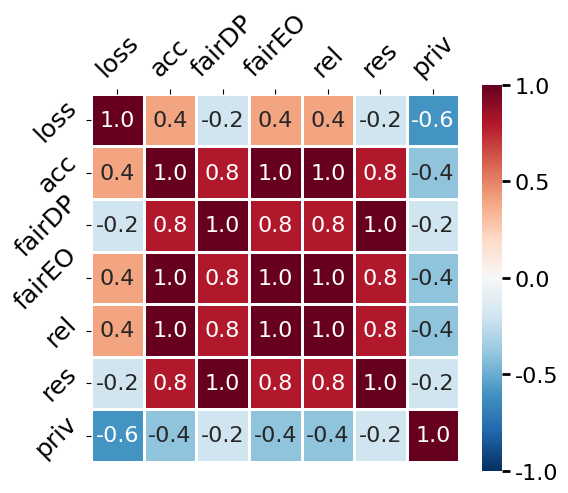 loss acc fairDP fairEO rel res priv
loss 1.0 0.4 -0.2 0.4 0.4 -0.2 -0.6
acc 0.4 1.0 0.8 1.0 1.0 0.8 -0.4
fairDP -0.2 0.8 1.0 0.8 0.8 1.0 -0.2
fairEO 0.4 1.0 0.8 1.0 1.0 0.8 -0.4
rel 0.4 1.0 0.8 1.0 1.0 0.8 -0.4
res -0.2 0.8 1.0 0.8 0.8 1.0 -0.2
priv -0.6 -0.4 -0.2 -0.4 -0.4 -0.2 1.0
1.0
0.5
0.0
-0.5
-1.0